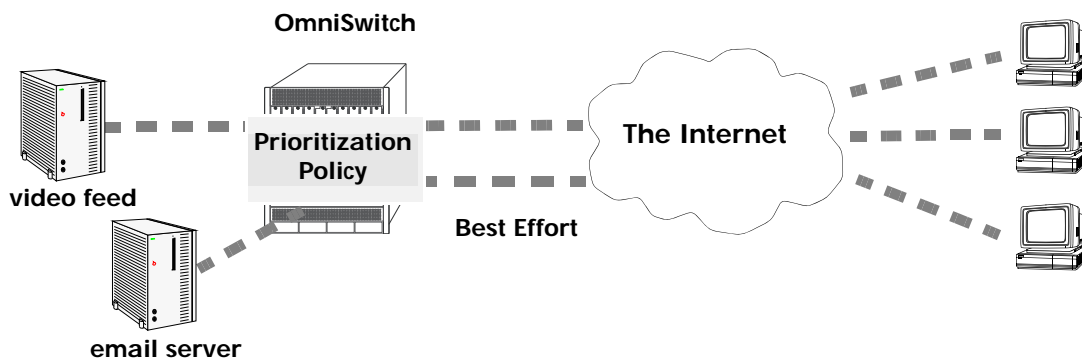 OmniSwitch
Prioritization
Policy
The Internet
video feed
Best Effort
email server